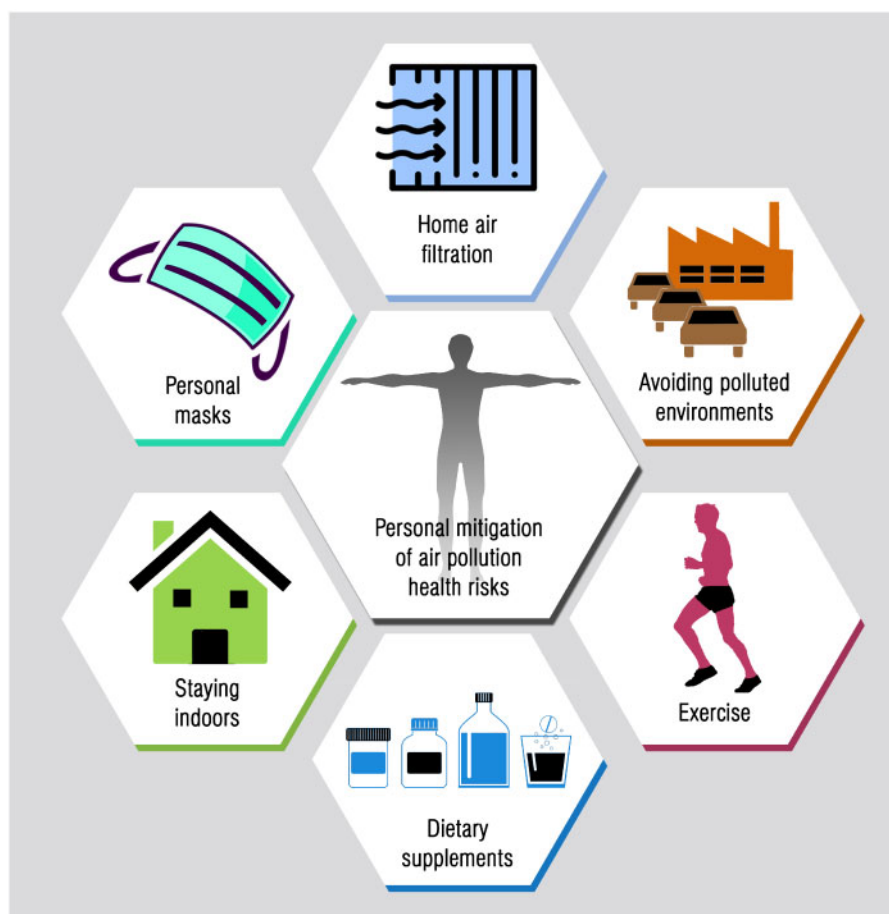 Home air
filtration
Personal
masks
Avoiding polluted
environments
Personal mitigation
of air pollution
health risks
Staying
indoors
Exercise
Dietary
supplements